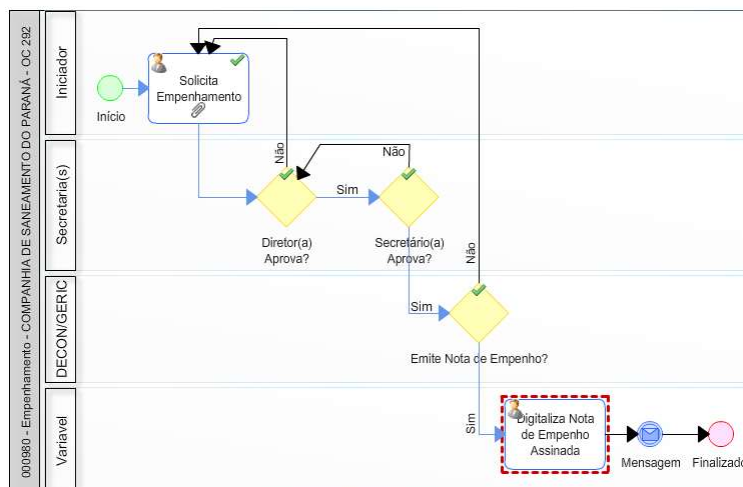 000980 - Empenhamento - COMPANHIA DE SANEAMENTO DO PARANÁ - OC 292
Iniciador
Início
Solicita
Empenhamento
Secretaria(s)
Não
Não
Sim
Diretor(a)
Aprova?
Secretário(a)
Aprova?
Não
DECON/GERIC
Sim
Emite Nota de Empenho?
Variavel
Sim
Digitaliza Nota
de Empenho
Assinada
Mensagem
Finalizado